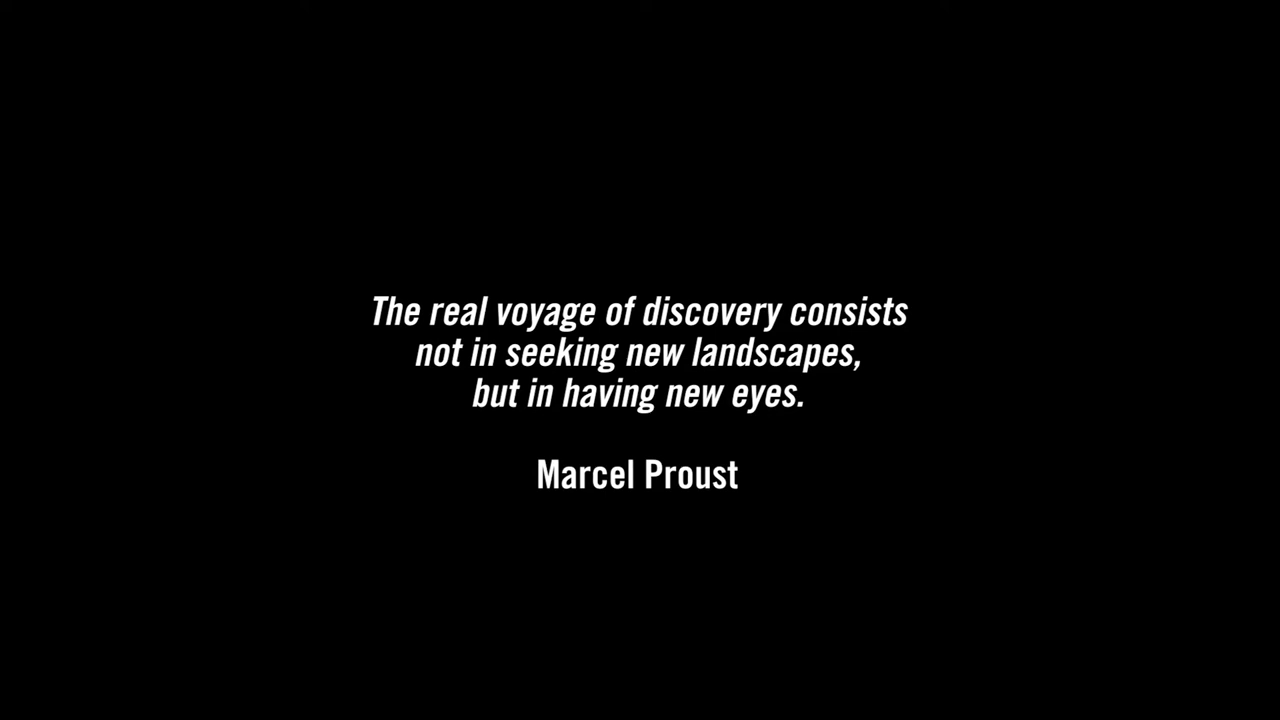 The real voyage of discovery consists
not in seeking new landscapes,
but in having new eyes.
Marcel Proust